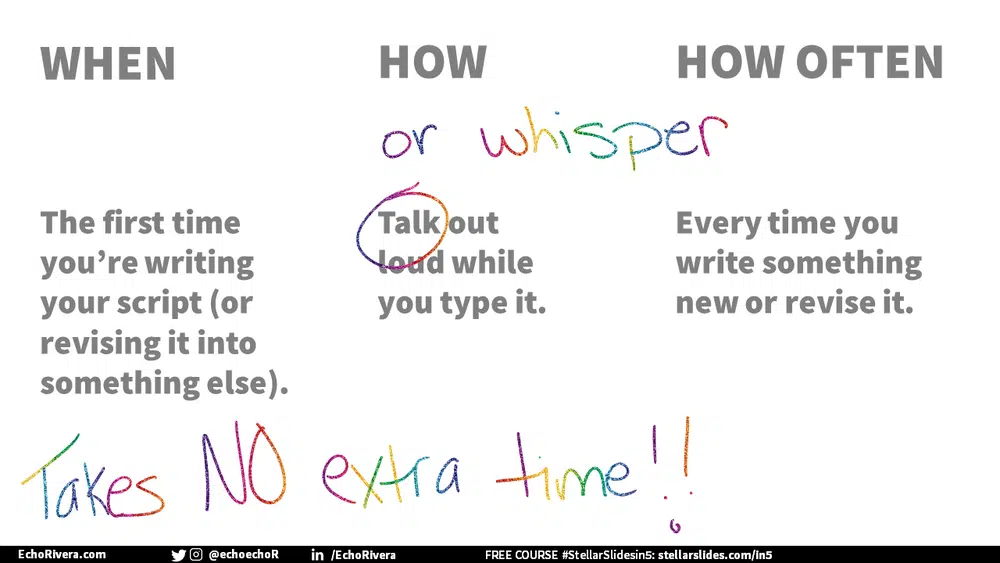 WHEN
HOW
HOW OFTEN
or whisper
The first time
you’re writing
your script (or
revising it into
something else).
Talk out
loud while
you type it.
Every time you
write something
new or revise it.
Takes NO extra time!!
EchoRivera.com
@echoechoR
in /EchoRivera
FREE COURSE #StellarSlidesin5: stellarslides.com/in5